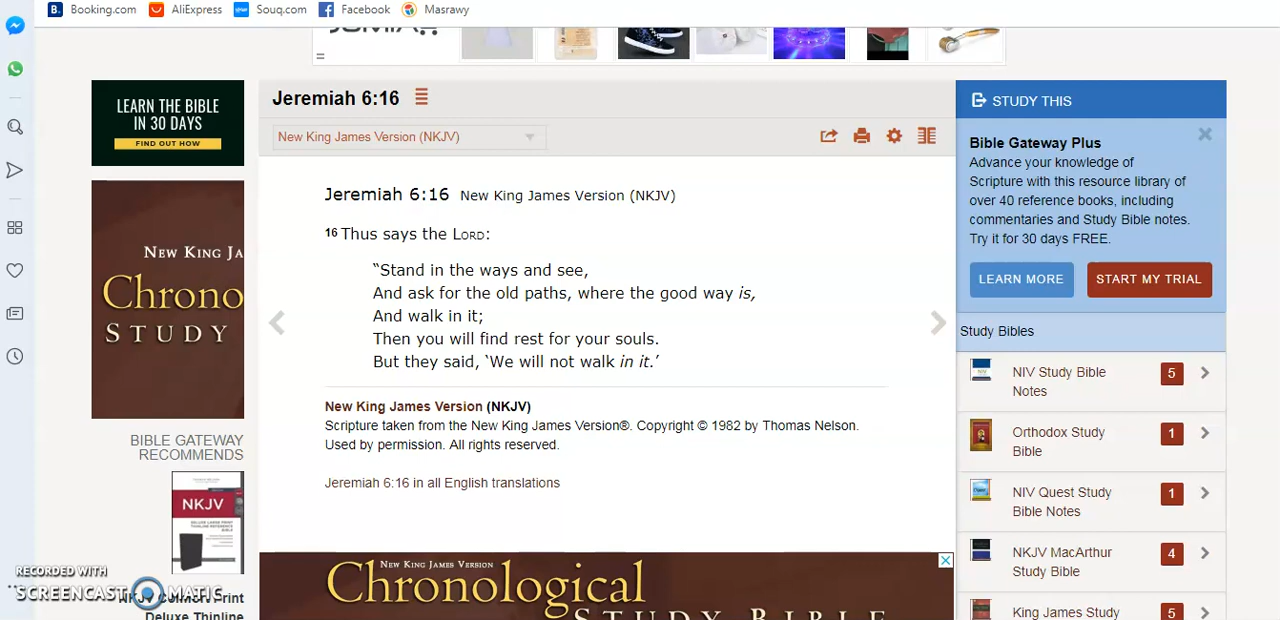 Booking.com AliExpress Souq.com Facebook Masrawy
LEARN THE BIBLE
IN 30 DAYS
FIND OUT HOW
NEW KING JA
Chrono
STUDY
BIBLE GATEWAY
RECOMMENDS
NKJV
Print
Deluxe Thinline
RECORDED WITH
SCREENCAST MATIC
Jeremiah 6:16
New King James Version (NKJV)
Jeremiah 6:16 New King James Version (NKJV)
16 Thus says the LORD:
“Stand in the ways and see,
And ask for the old paths, where the good way is,
And walk in it;
Then you will find rest for your souls.
But they said, ‘We will not walk in it.’
New King James Version (NKJV)
Scripture taken from the New King James Version®. Copyright © 1982 by Thomas Nelson.
Used by permission. All rights reserved.
Jeremiah 6:16 in all English translations
NEW KING JAMES VERSION
Chronological
STUDY BIBLE
STUDY THIS
Bible Gateway Plus
Advance your knowledge of
Scripture with this resource library of
over 40 reference books, including
commentaries and Study Bible notes.
Try it for 30 days FREE.
LEARN MORE START MY TRIAL
Study Bibles
NIV Study Bible 5
Notes
Orthodox Study 1
Bible
NIV Quest Study 1
Bible Notes
NKJV MacArthur 4
Study Bible
King James Study 5